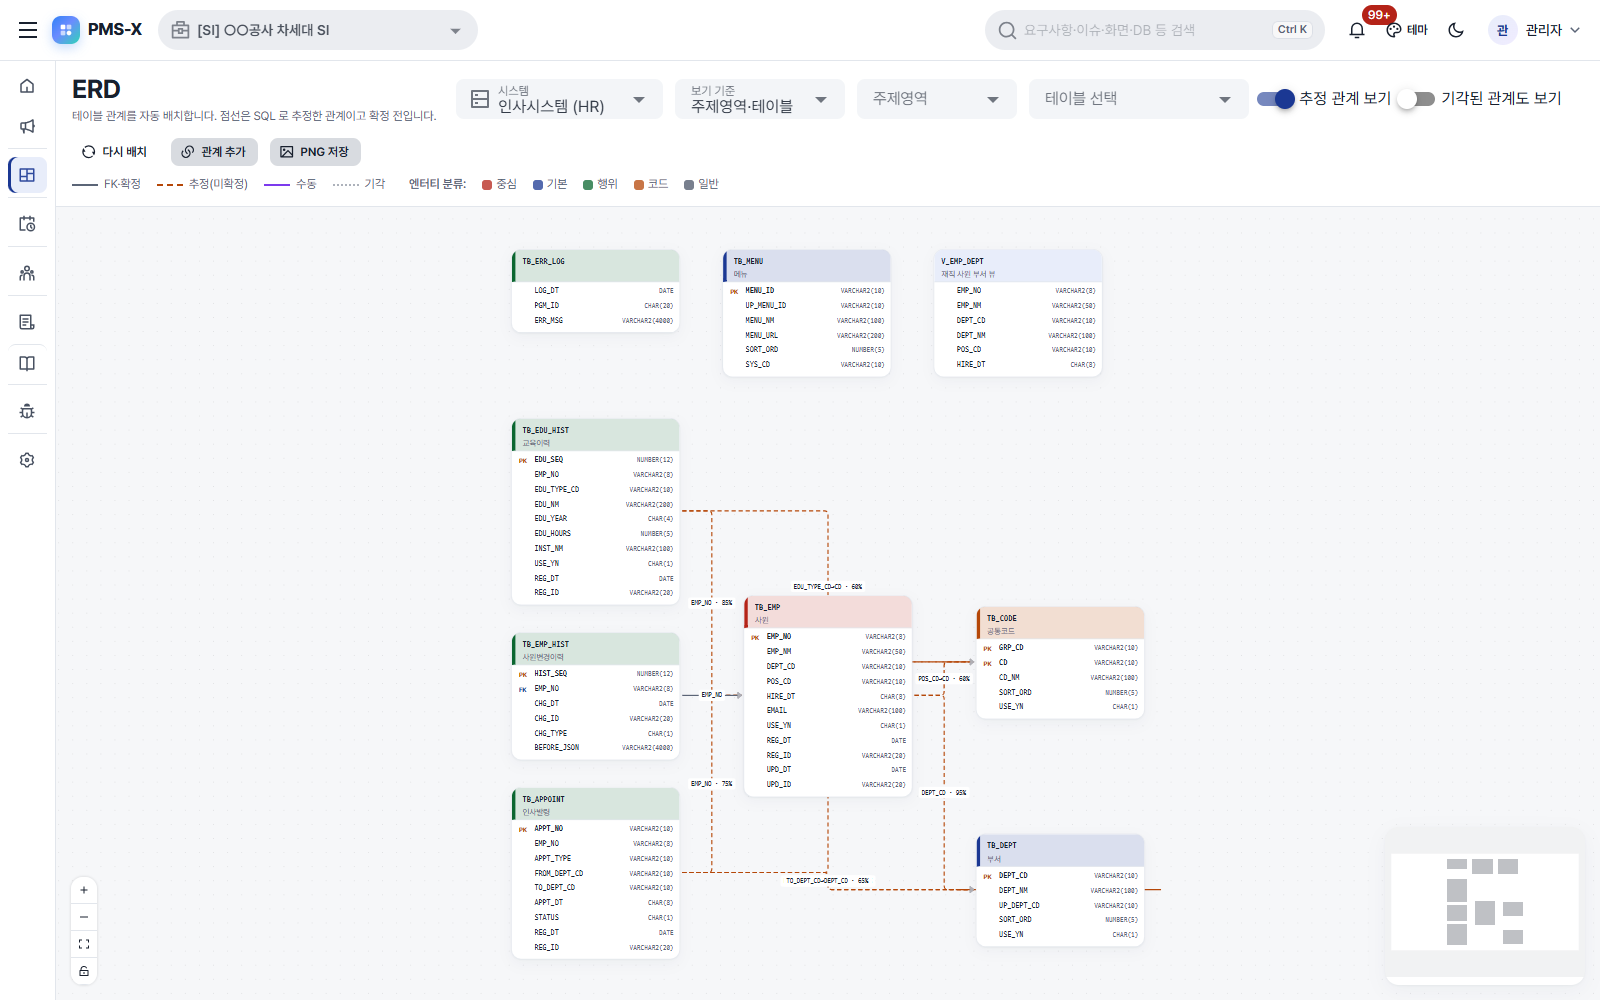 PMS-X
[SI] 〇〇공사 차세대 SI
요구사항·이슈·화면·DB 등 검색
Ctrl K
99+
테마
관
관리자
ERD
테이블 관계를 자동 배치합니다. 점선은 SQL 로 추정한 관계이고 확정 전입니다.
시스템
인사시스템 (HR)
보기 기준
주제영역·테이블
주제영역
테이블 선택
추정 관계 보기
기각된 관계도 보기
다시 배치
관계 추가
PNG 저장
FK·확정
추정(미확정)
수동
기각
엔터티 분류:
중심
기본
행위
코드
일반
TB_ERR_LOG
LOG_DT DATE
PGM_ID CHAR(20)
ERR_MSG VARCHAR2(4000)
TB_MENU
메뉴
PK MENU_ID VARCHAR2(10)
UP_MENU_ID VARCHAR2(10)
MENU_NM VARCHAR2(100)
MENU_URL VARCHAR2(200)
SORT_ORD NUMBER(5)
SYS_CD VARCHAR2(10)
V_EMP_DEPT
재직 사원 부서 뷰
EMP_NO VARCHAR2(8)
EMP_NM VARCHAR2(50)
DEPT_CD VARCHAR2(10)
DEPT_NM VARCHAR2(100)
POS_CD VARCHAR2(10)
HIRE_DT CHAR(8)
TB_EDU_HIST
교육이력
PK EDU_SEQ NUMBER(12)
EMP_NO VARCHAR2(8)
EDU_TYPE_CD VARCHAR2(10)
EDU_NM VARCHAR2(200)
EDU_YEAR CHAR(4)
EDU_HOURS NUMBER(5)
INST_NM VARCHAR2(100)
USE_YN CHAR(1)
REG_DT DATE
REG_ID VARCHAR2(20)
EDU_TYPE_CD→CD · 60%
EMP_NO · 85%
TB_EMP
사원
PK EMP_NO VARCHAR2(8)
EMP_NM VARCHAR2(50)
DEPT_CD VARCHAR2(10)
POS_CD VARCHAR2(10)
HIRE_DT CHAR(8)
EMAIL VARCHAR2(100)
USE_YN CHAR(1)
REG_DT DATE
REG_ID VARCHAR2(20)
UPD_DT DATE
UPD_ID VARCHAR2(20)
TB_CODE
공통코드
PK GRP_CD VARCHAR2(10)
PK CD VARCHAR2(10)
CD_NM VARCHAR2(100)
SORT_ORD NUMBER(5)
USE_YN CHAR(1)
POS_CD→CD · 60%
TB_EMP_HIST
사원변경이력
PK HIST_SEQ NUMBER(12)
FK EMP_NO VARCHAR2(8)
CHG_DT DATE
CHG_ID VARCHAR2(20)
CHG_TYPE CHAR(1)
BEFORE_JSON VARCHAR2(4000)
EMP_NO
EMP_NO · 75%
DEPT_CD · 95%
TB_APPOINT
인사발령
PK APPT_NO VARCHAR2(10)
EMP_NO VARCHAR2(8)
APPT_TYPE VARCHAR2(10)
FROM_DEPT_CD VARCHAR2(10)
TO_DEPT_CD VARCHAR2(10)
APPT_DT CHAR(8)
STATUS CHAR(1)
REG_DT DATE
REG_ID VARCHAR2(20)
TO_DEPT_CD→DEPT_CD · 65%
TB_DEPT
부서
PK DEPT_CD VARCHAR2(10)
DEPT_NM VARCHAR2(100)
UP_DEPT_CD VARCHAR2(10)
SORT_ORD NUMBER(5)
USE_YN CHAR(1)